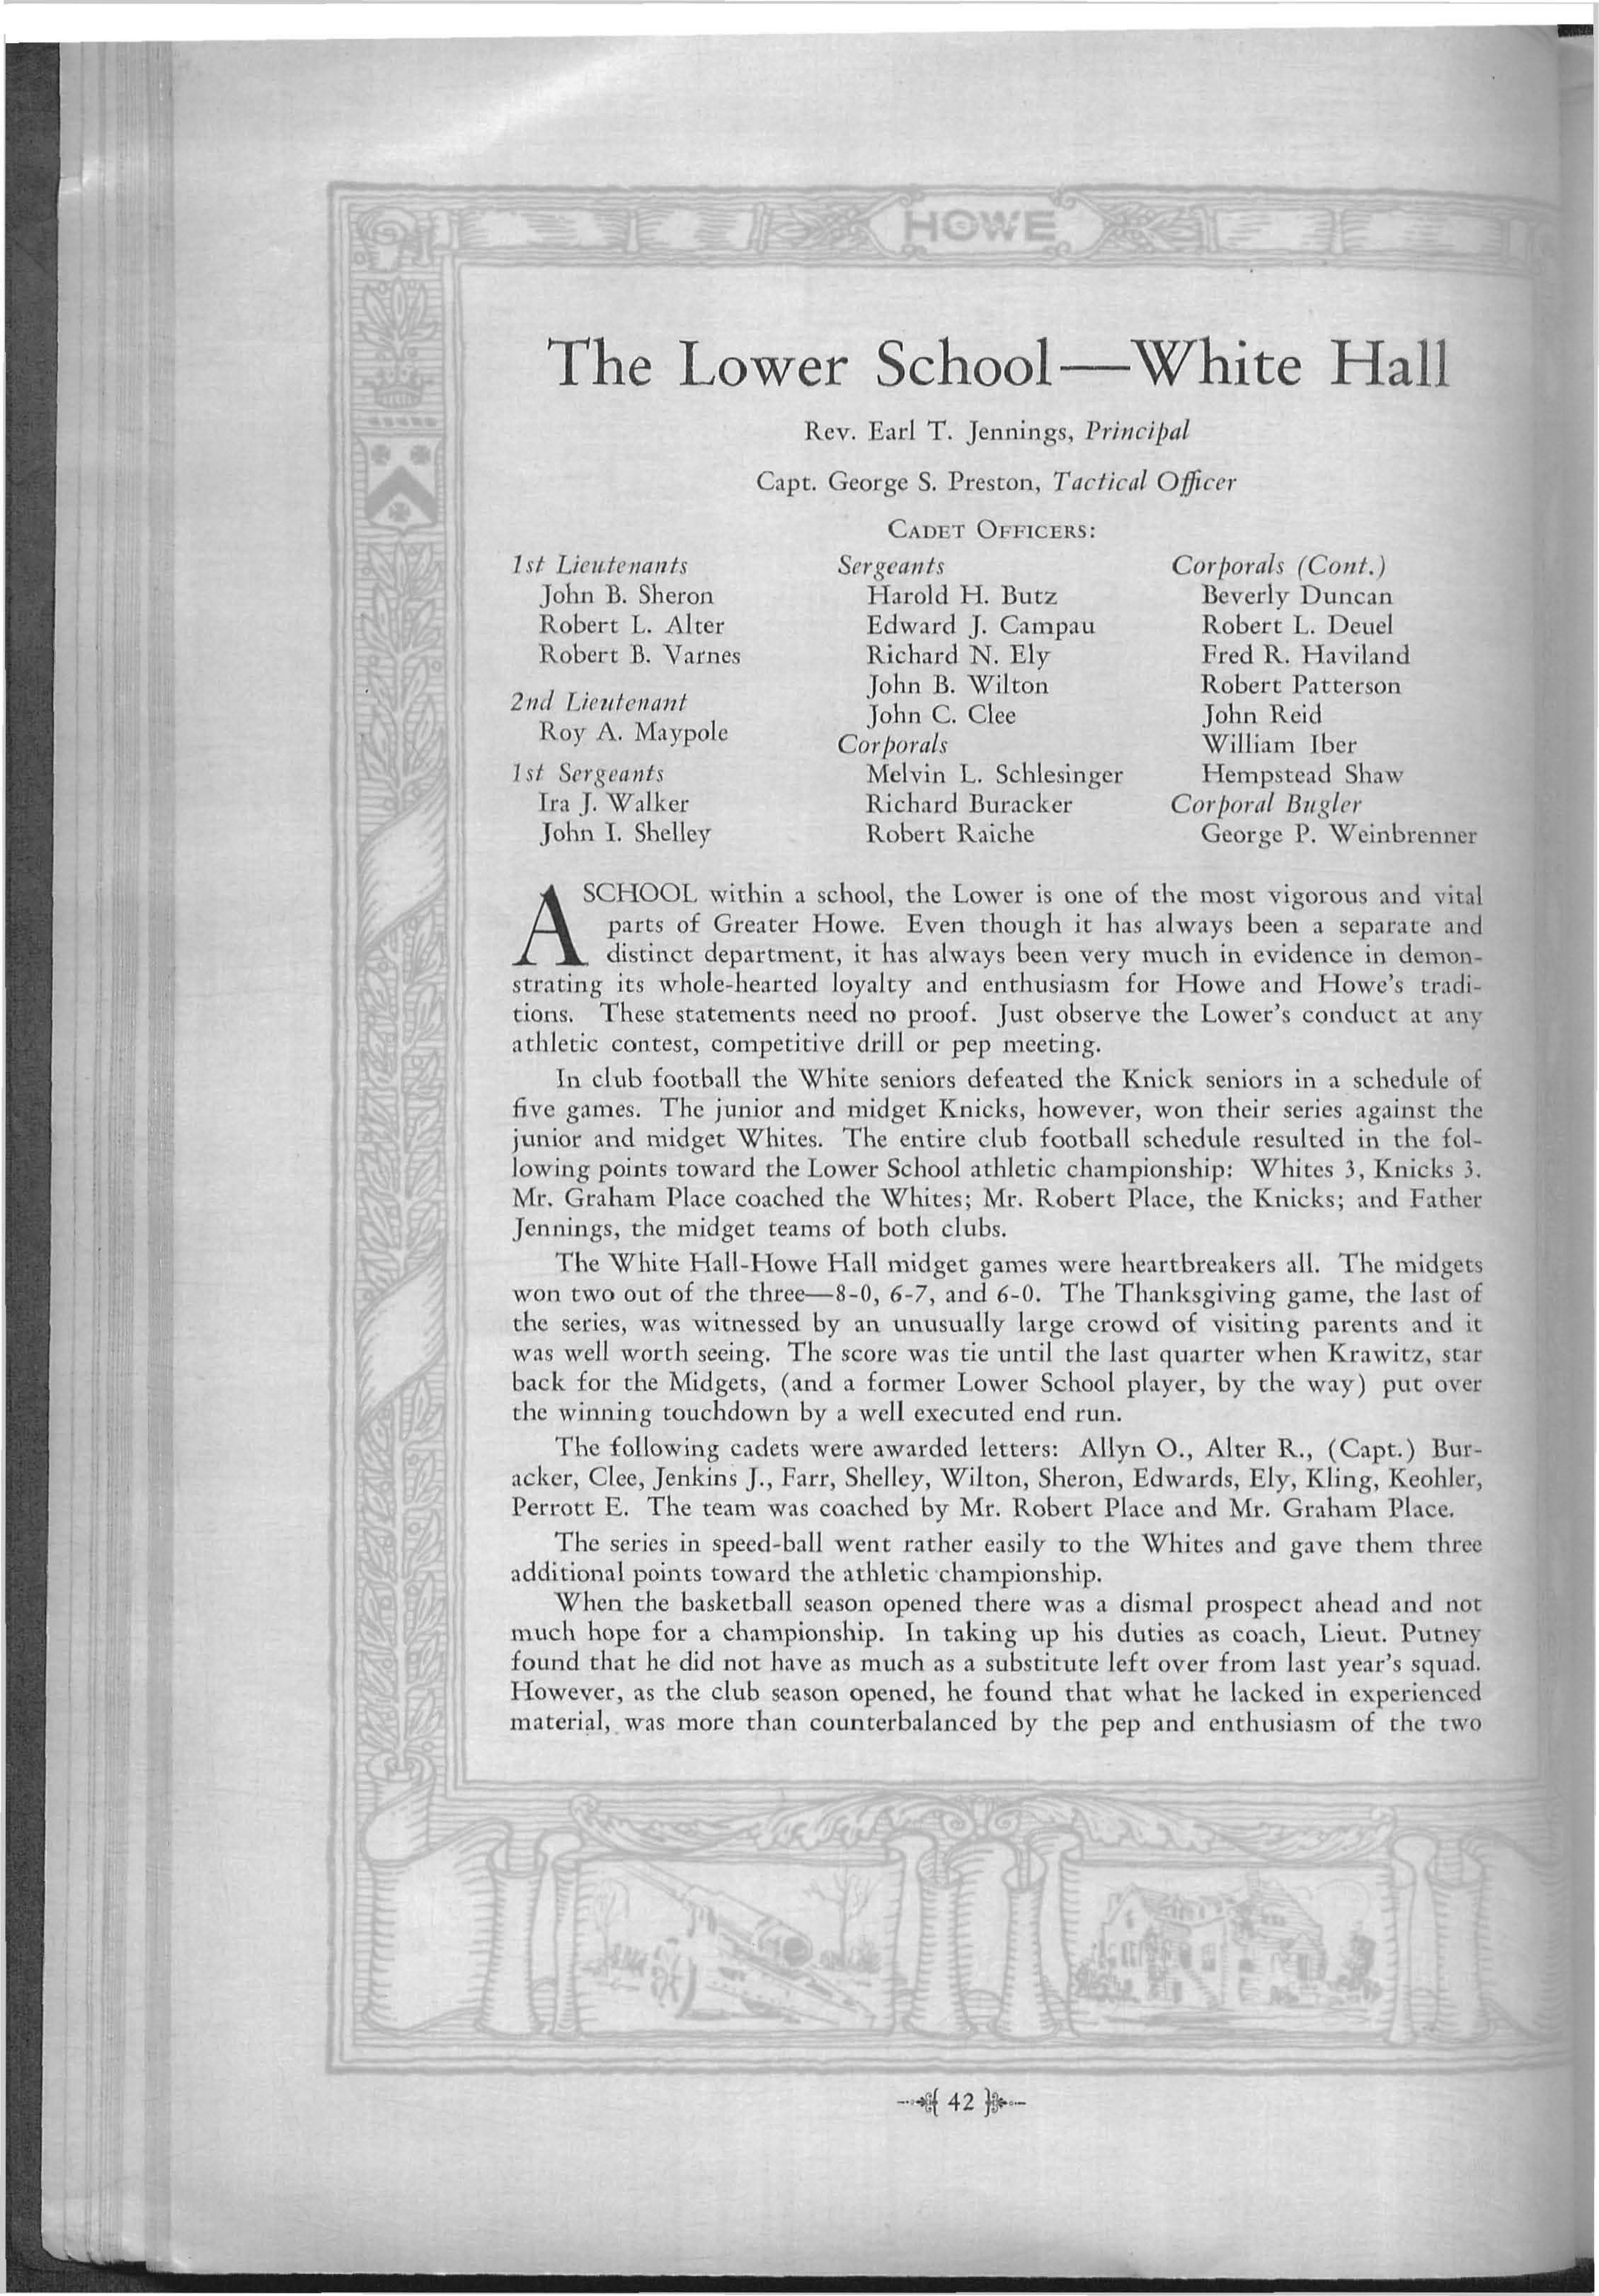 HOWE
The Lower School—White Hall
Rev. Earl T. Jennings, Principal
Capt. George S. Preston, Tactical Officer
CADET OFFICERS:
1st Lieutenants
John B. Sheron
Robert L. Alter
Robert B. Varnes
2nd Lieutenant
Roy A. Maypole
1st Sergeants
Ira J. Walker
John I. Shelley
Sergeants
Harold H. Butz
Edward J. Campau
Richard N. Ely
John B. Wilton
John C. Clee
Corporals
Melvin L. Schlesinger
Richard Buracker
Robert Raiche
Corporals (Cont.)
Beverly Duncan
Robert L. Deuel
Fred R. Haviland
Robert Patterson
John Reid
William Iber
Hempstead Shaw
Corporal Bugler
George P. Weinbrenner
A SCHOOL within a school, the Lower is one of the most vigorous and vital
parts of Greater Howe. Even though it has always been a separate and
distinct department, it has always been very much in evidence in demon-
strating its whole-hearted loyalty and enthusiasm for Howe and Howe's tradi-
tions. These statements need no proof. Just observe the Lower's conduct at any
athletic contest, competitive drill or pep meeting.
In club football the White seniors defeated the Knick seniors in a schedule of
five games. The junior and midget Knicks, however, won their series against the
junior and midget Whites. The entire club football schedule resulted in the fol-
lowing points toward the Lower School athletic championship: Whites 3, Knicks 3.
Mr. Graham Place coached the Whites; Mr. Robert Place, the Knicks; and Father
Jennings, the midget teams of both clubs.
The White Hall-Howe Hall midget games were heartbreakers all. The midgets
won two out of the three—8-0, 6-7, and 6-0. The Thanksgiving game, the last of
the series, was witnessed by an unusually large crowd of visiting parents and it
was well worth seeing. The score was tie until the last quarter when Krawitz, star
back for the Midgets, (and a former Lower School player, by the way) put over
the winning touchdown by a well executed end run.
The following cadets were awarded letters: Allyn O., Alter R., (Capt.) Bur-
acker, Clee, Jenkins J., Farr, Shelley, Wilton, Sheron, Edwards, Ely, Kling, Keohler,
Perrott E. The team was coached by Mr. Robert Place and Mr. Graham Place.
The series in speed-ball went rather easily to the Whites and gave them three
additional points toward the athletic championship.
When the basketball season opened there was a dismal prospect ahead and not
much hope for a championship. In taking up his duties as coach, Lieut. Putney
found that he did not have as much as a substitute left over from last year's squad.
However, as the club season opened, he found that what he lacked in experienced
material, was more than counterbalanced by the pep and enthusiasm of the two
42